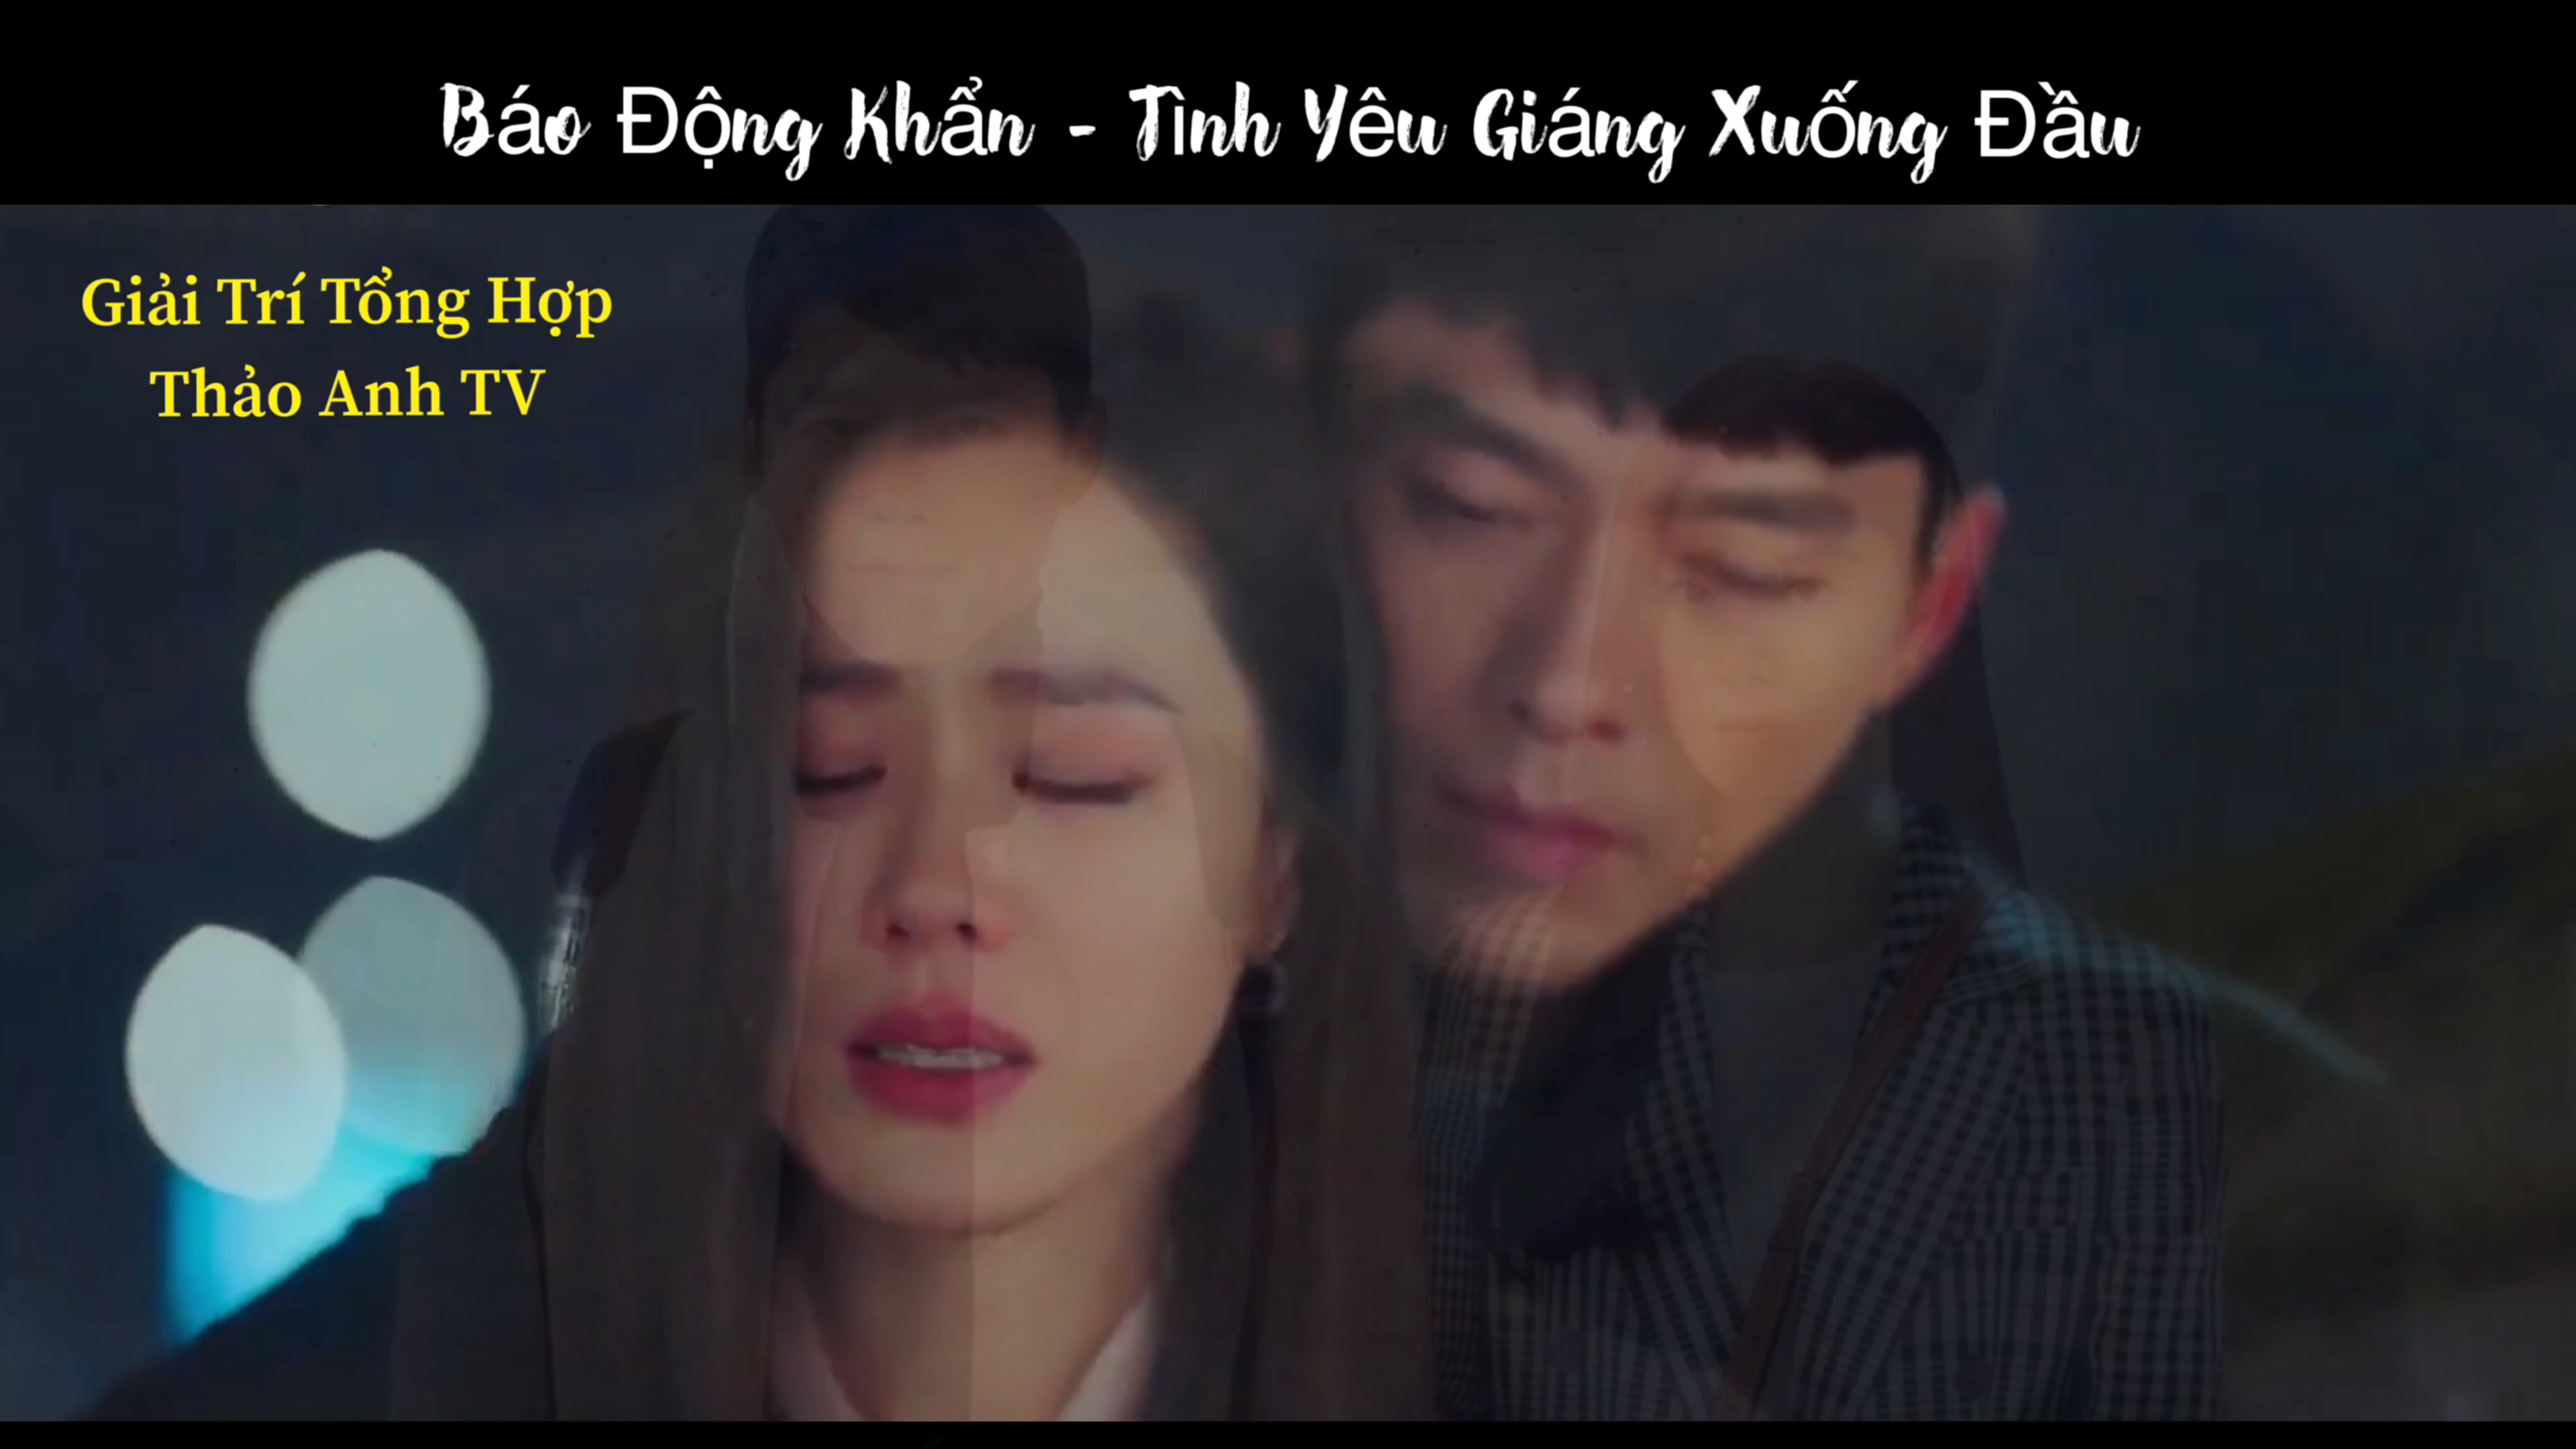 Báo Động Khẩn - Tình Yêu Giáng Xuống Đầu
Giải Trí Tổng Hợp
Thảo Anh TV